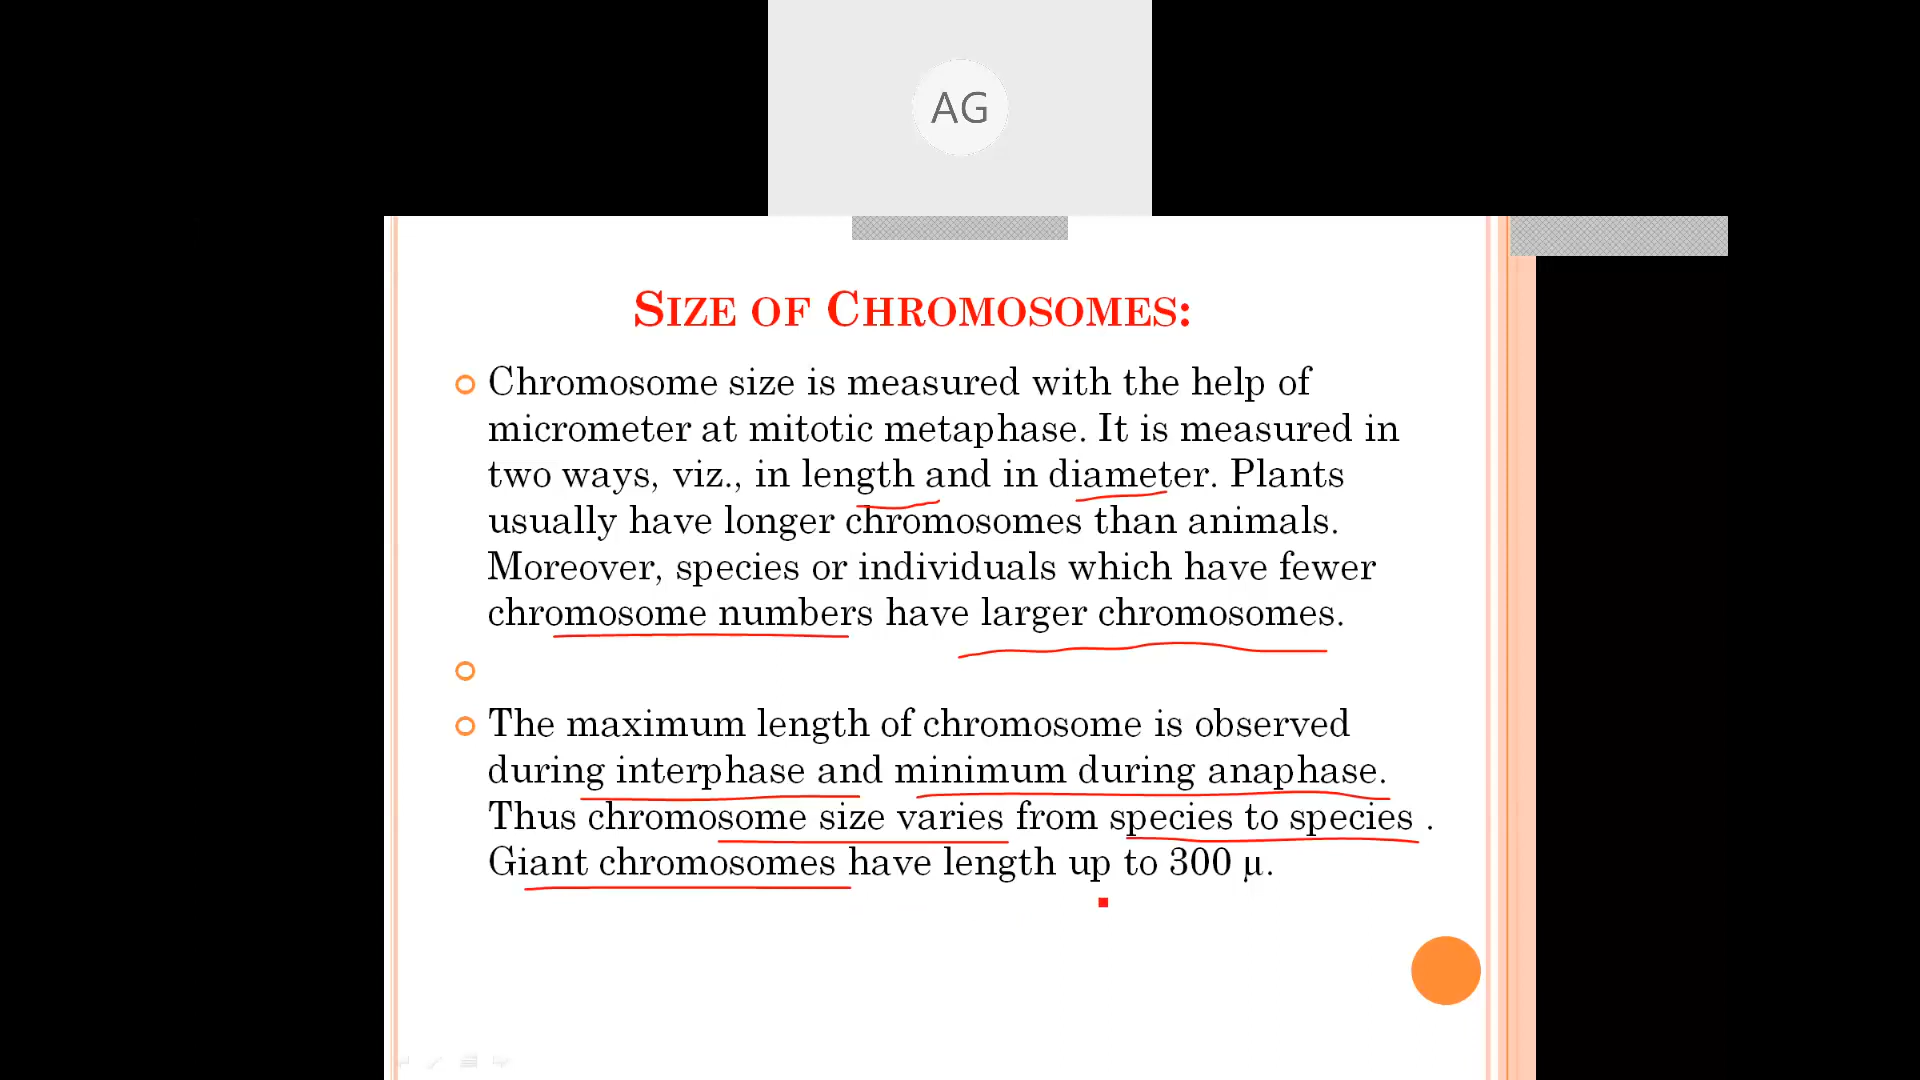 AG
SIZE OF CHROMOSOMES:
Chromosome size is measured with the help of
micrometer at mitotic metaphase. It is measured in
two ways, viz., in length and in diameter. Plants
usually have longer chromosomes than animals.
Moreover, species or individuals which have fewer
chromosome numbers have larger chromosomes.
The maximum length of chromosome is observed
during interphase and minimum during anaphase.
Thus chromosome size varies from species to species .
Giant chromosomes have length up to 300 μ.